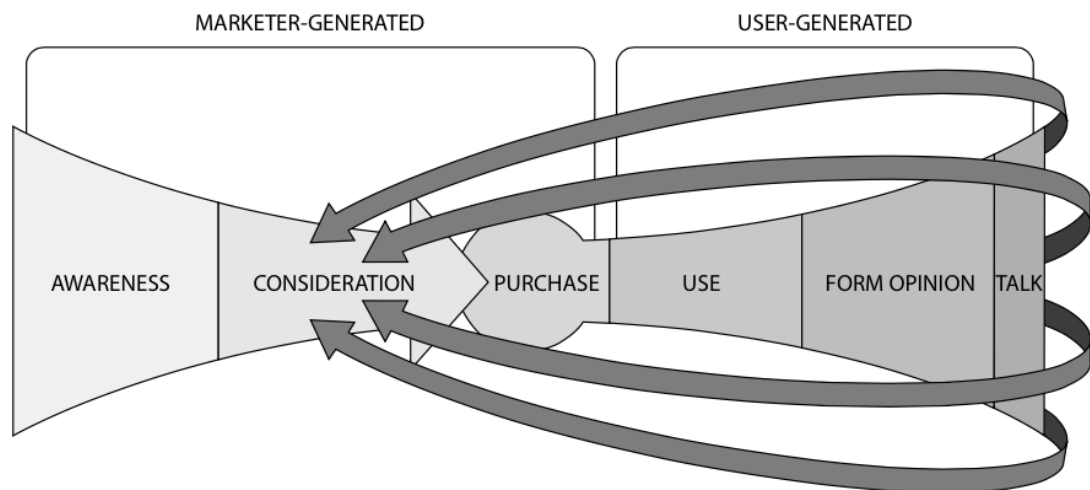 MARKETER-GENERATED
USER-GENERATED
AWARENESS
CONSIDERATION
PURCHASE
USE
FORM OPINION
TALK